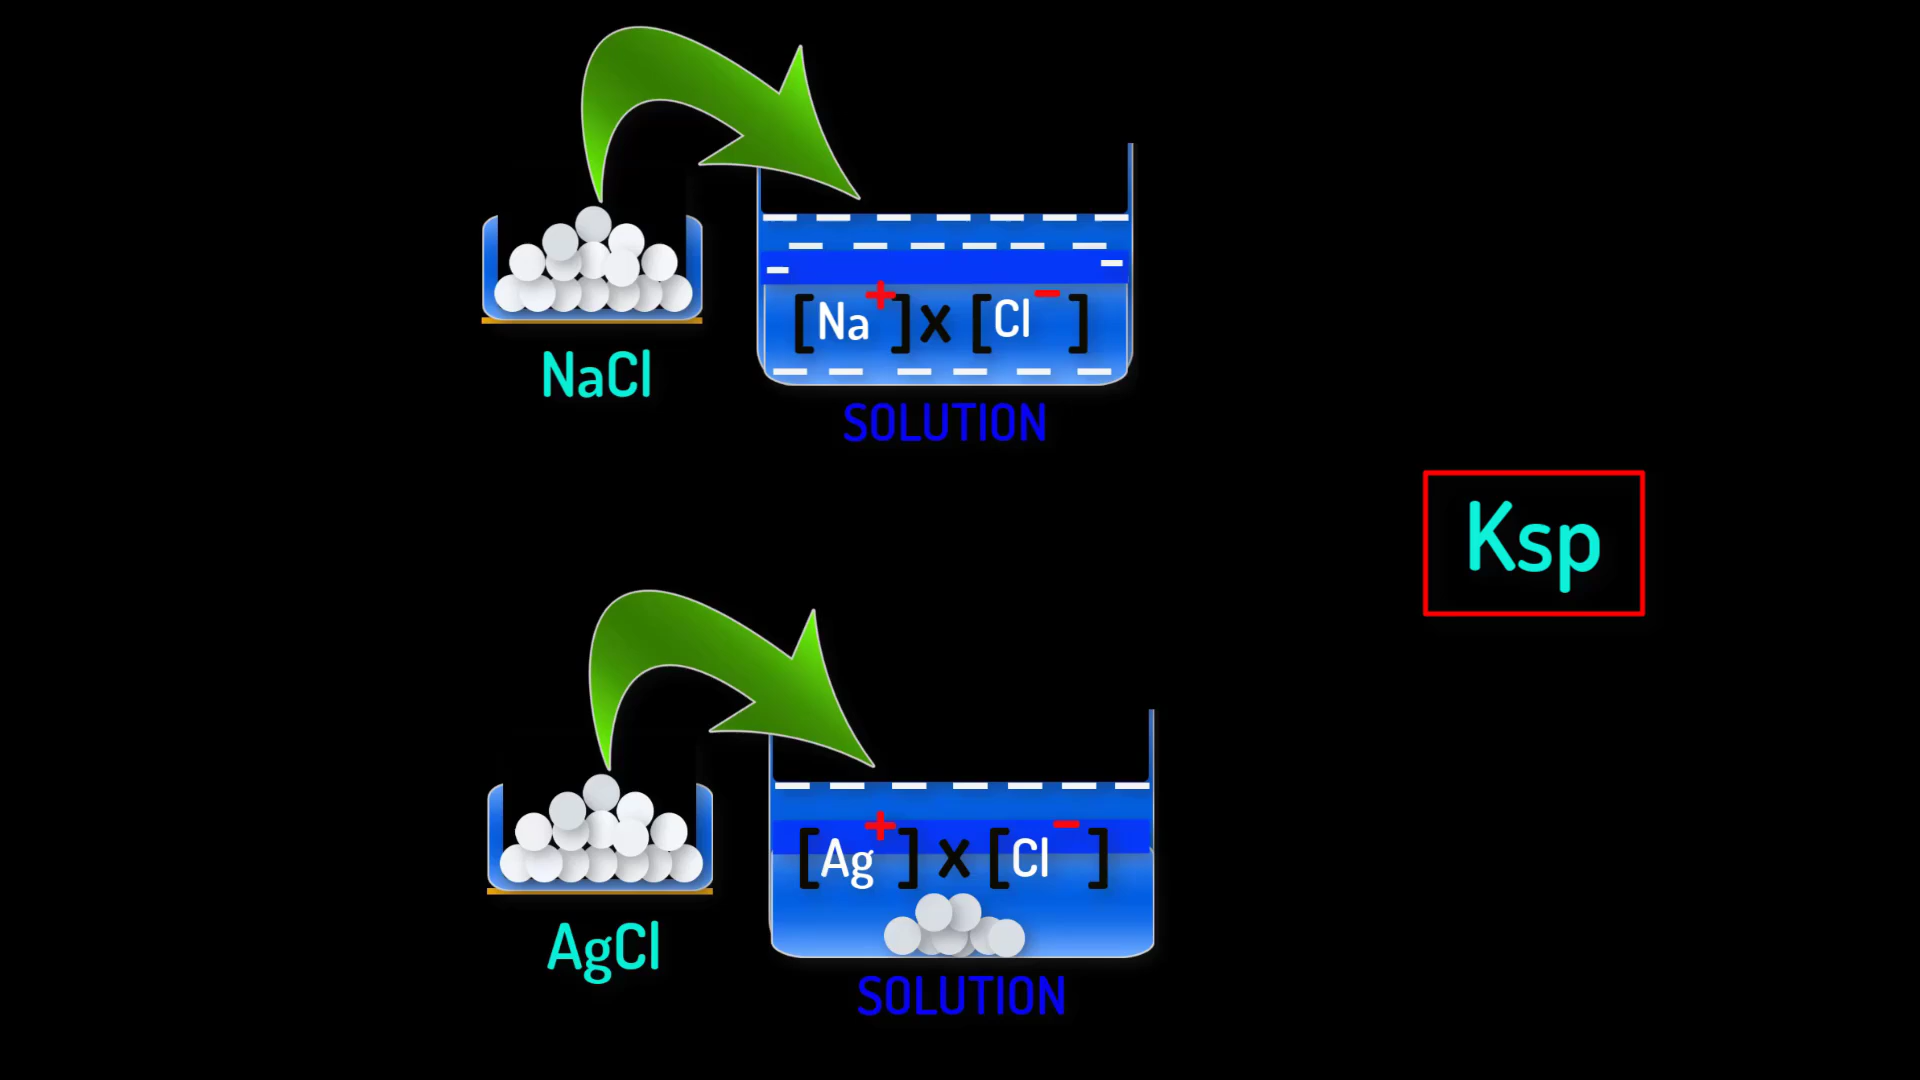 [Na+] x [Cl-]
NaCl
SOLUTION
Ksp
[Ag+] x [Cl-]
AgCl
SOLUTION